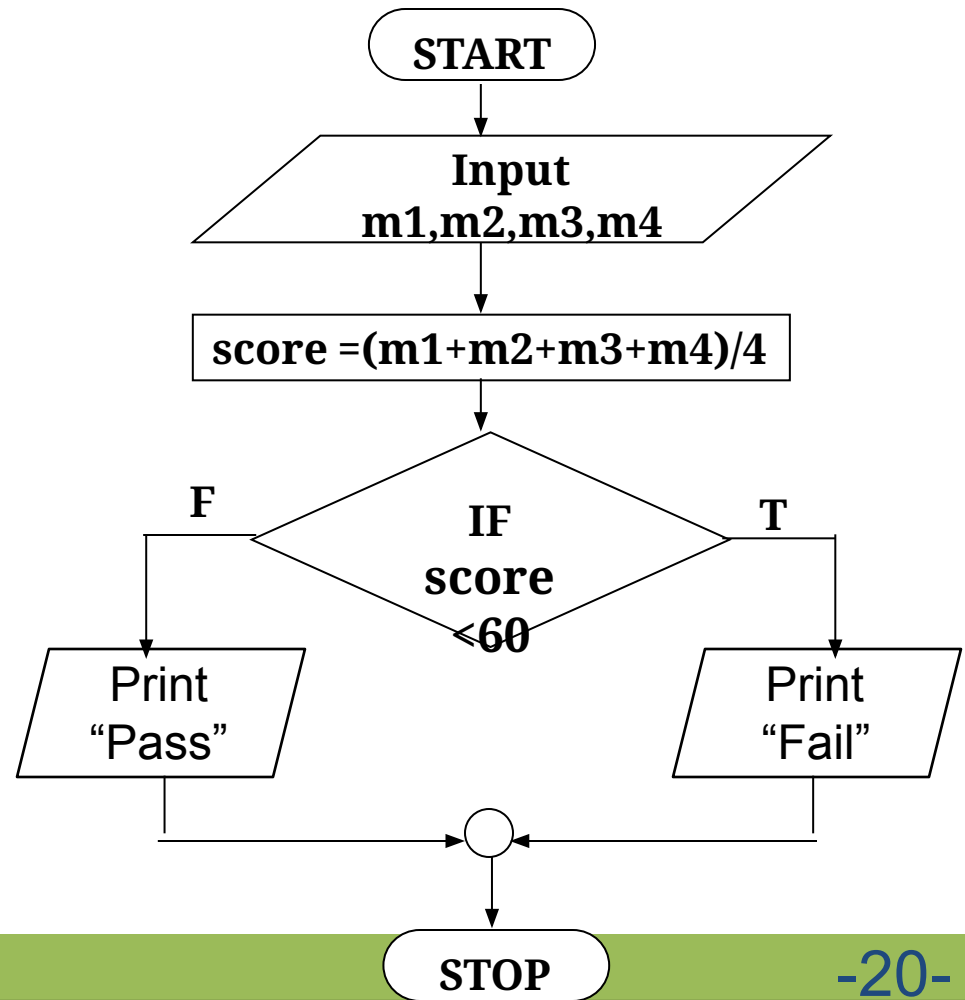 START
Input
m1,m2,m3,m4
score =(m1+m2+m3+m4)/4
F
T
IF
score
<60
Print
“Pass”
Print
“Fail”
STOP
-20-